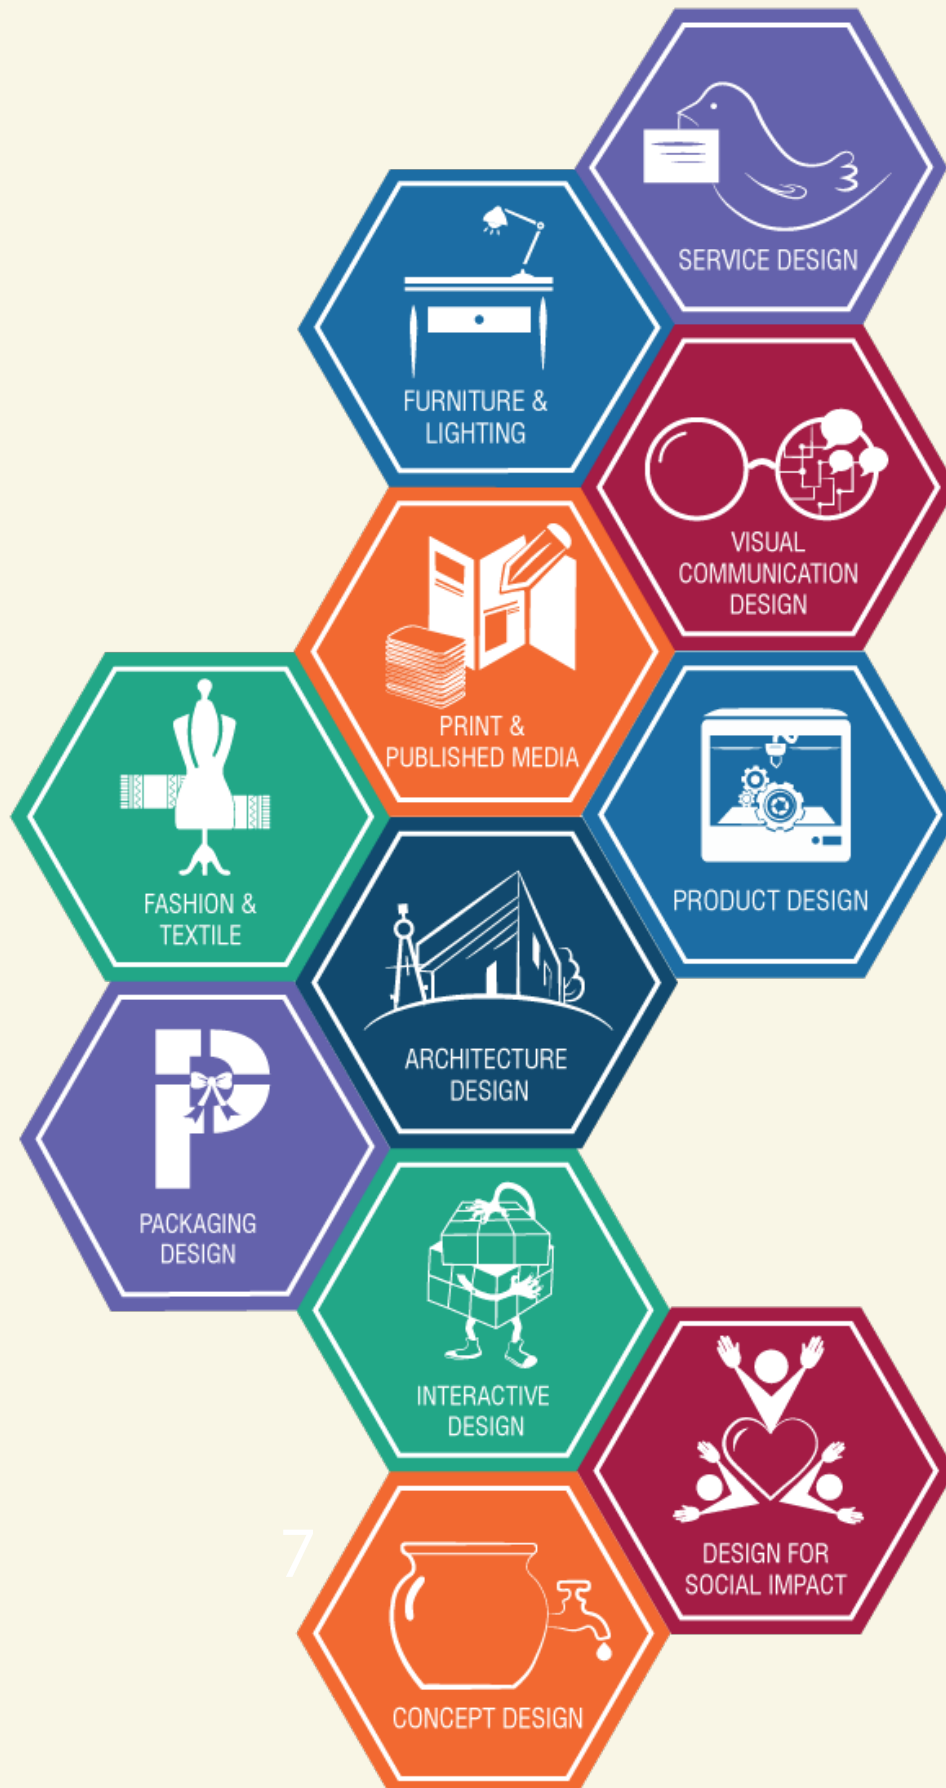 SERVICE DESIGN
FURNITURE &
LIGHTING
VISUAL
COMMUNICATION
DESIGN
PRINT &
PUBLISHED MEDIA
FASHION &
TEXTILE
PRODUCT DESIGN
ARCHITECTURE
DESIGN
P
PACKAGING
DESIGN
INTERACTIVE
DESIGN
DESIGN FOR
SOCIAL IMPACT
7
CONCEPT DESIGN